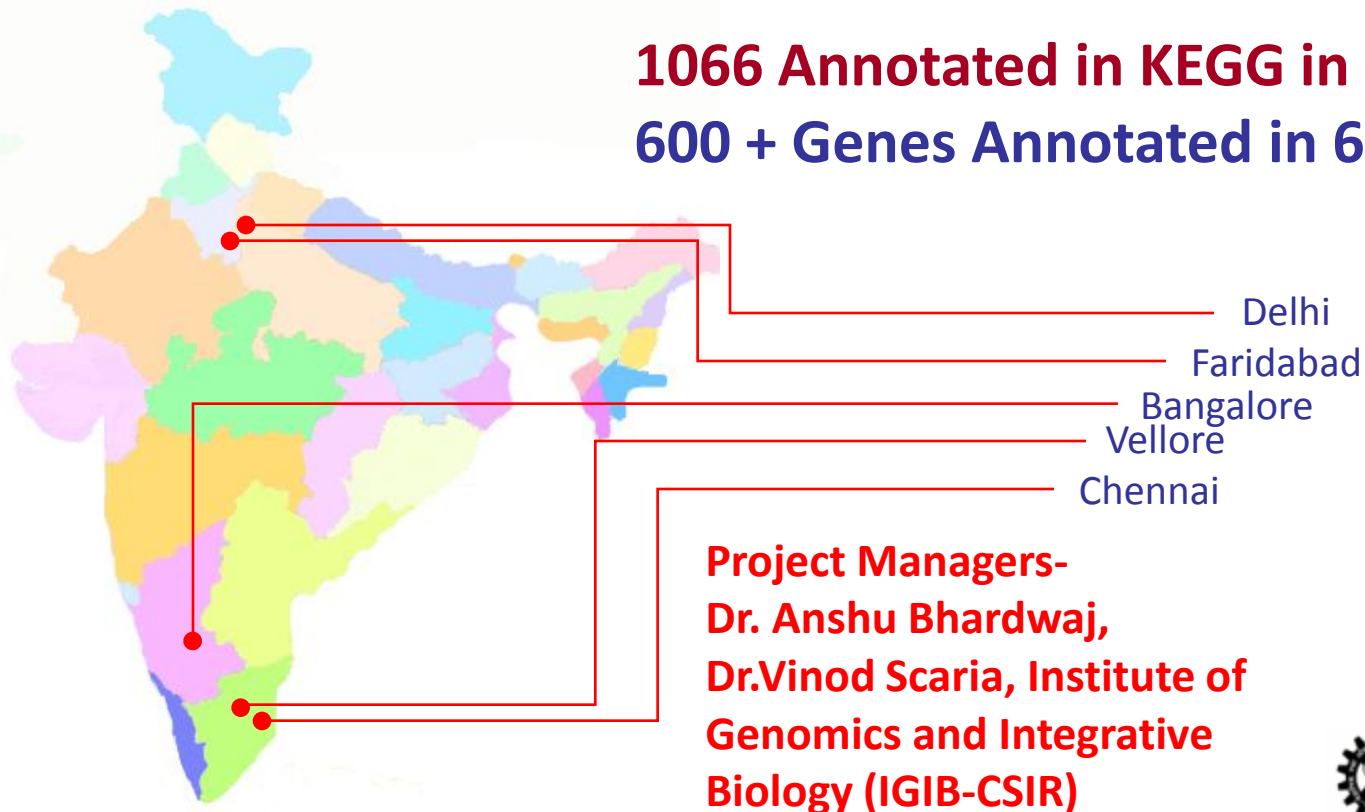 1066 Annotated in KEGG in
600 + Genes Annotated in 6
Delhi
Faridabad
Bangalore
Vellore
Chennai
Project Managers-
Dr. Anshu Bhardwaj,
Dr.Vinod Scaria, Institute of
Genomics and Integrative
Biology (IGIB-CSIR)